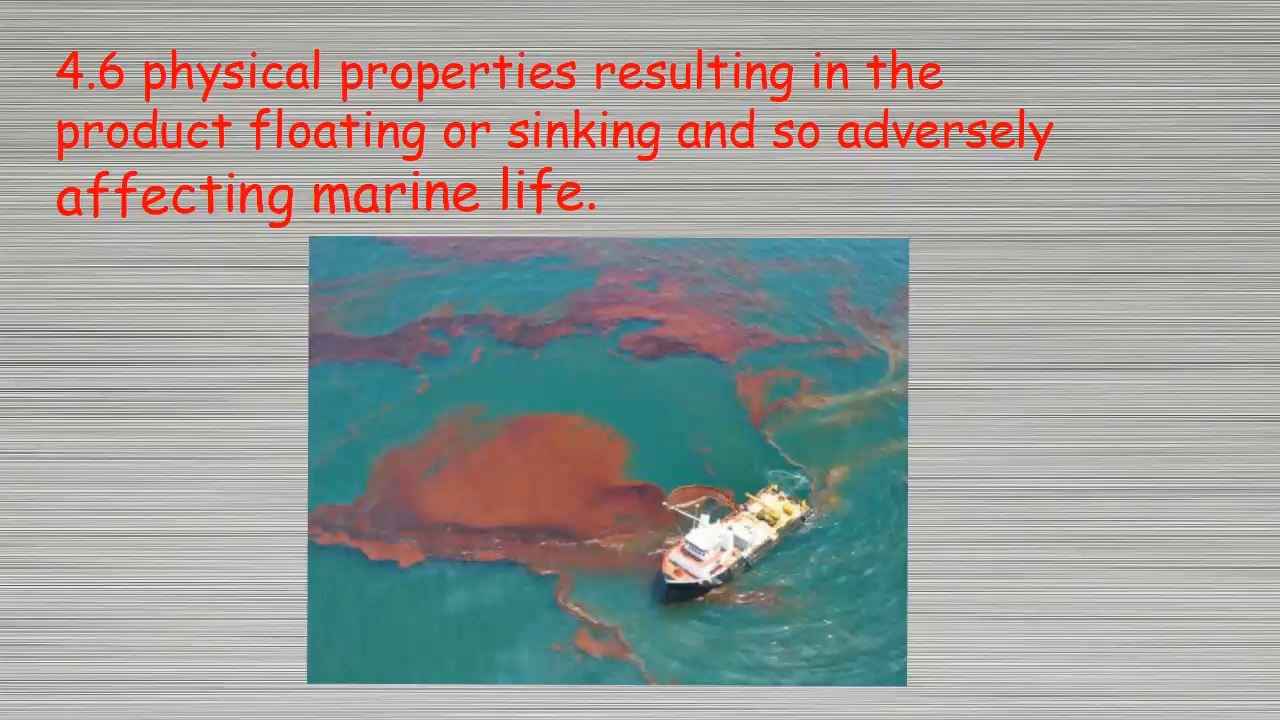 4.6 physical properties resulting in the
product floating or sinking and so adversely
affecting marine life.